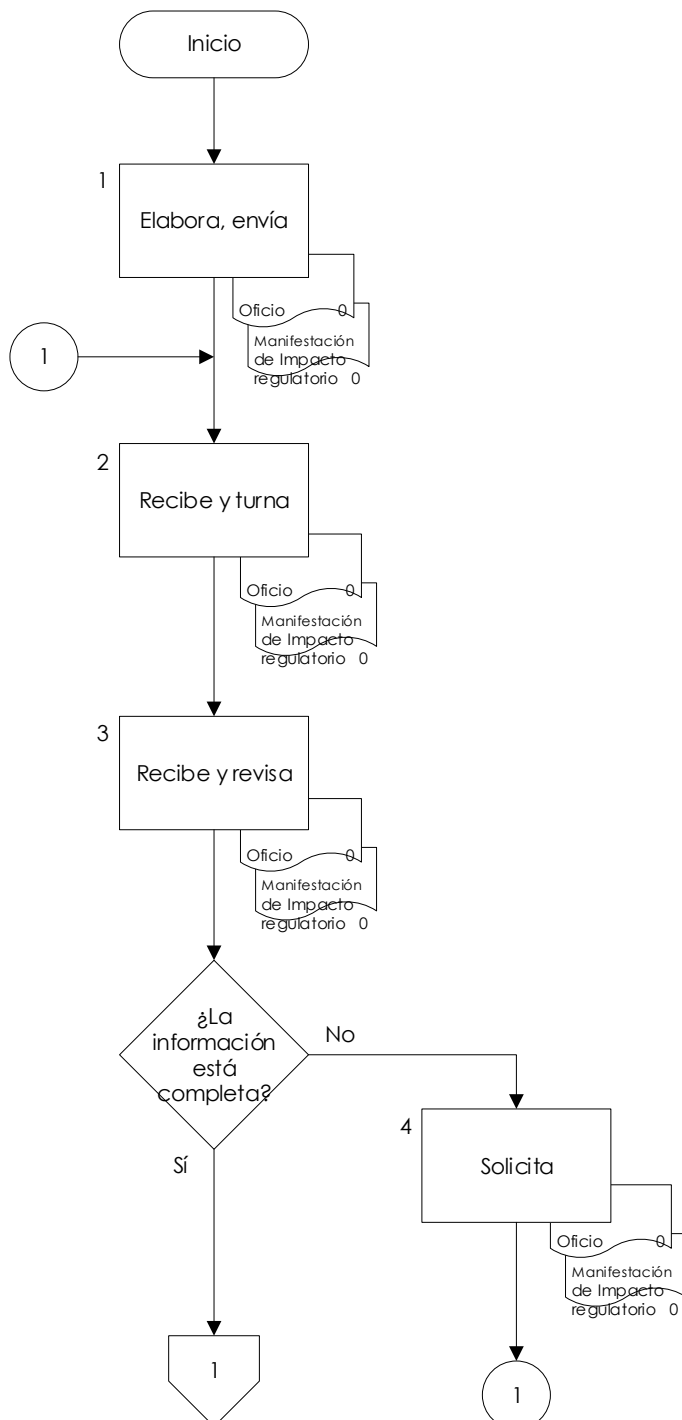 Inicio
1
Elabora, envía
Oficio 0
Manifestación
de Impacto
regulatorio 0
1
2
Recibe y turna
Oficio 0
Manifestación
de Impacto
regulatorio 0
3
Recibe y revisa
Oficio 0
Manifestación
de Impacto
regulatorio 0
¿La
información
está
completa?
No
Sí
4
Solicita
Oficio 0
Manifestación
de Impacto
regulatorio 0
1
1